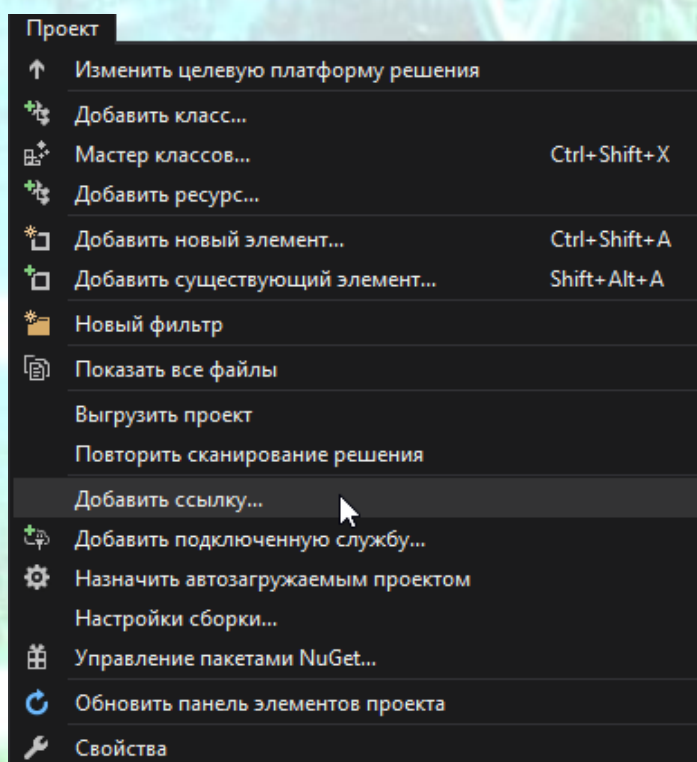 Проект
Изменить целевую платформу решения
Добавить класс...
Мастер классов... Ctrl+Shift+X
Добавить ресурс...
Добавить новый элемент... Ctrl+Shift+A
Добавить существующий элемент... Shift+Alt+A
Новый фильтр
Показать все файлы
Выгрузить проект
Повторить сканирование решения
Добавить ссылку...
Добавить подключенную службу...
Назначить автозагружаемым проектом
Настройки сборки...
Управление пакетами NuGet...
Обновить панель элементов проекта
Свойства